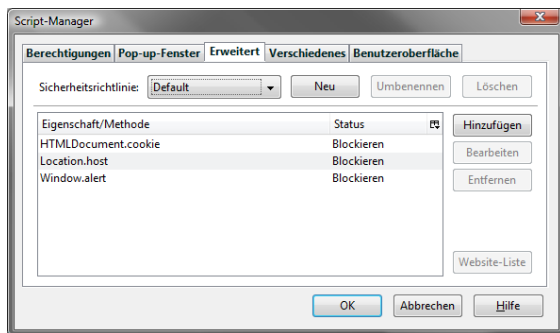 Script-Manager
Berechtigungen Pop-up-Fenster Erweitert Verschiedenes Benutzeroberfläche
Sicherheitsrichtlinie: Default Neu Umbenennen Löschen
Eigenschaft/Methode Status Hinzufügen
HTMLDocument.cookie Blockieren
Bearbeiten
Location.host Blockieren
Window.alert Blockieren
Entfernen
Website-Liste
OK Abbrechen Hilfe